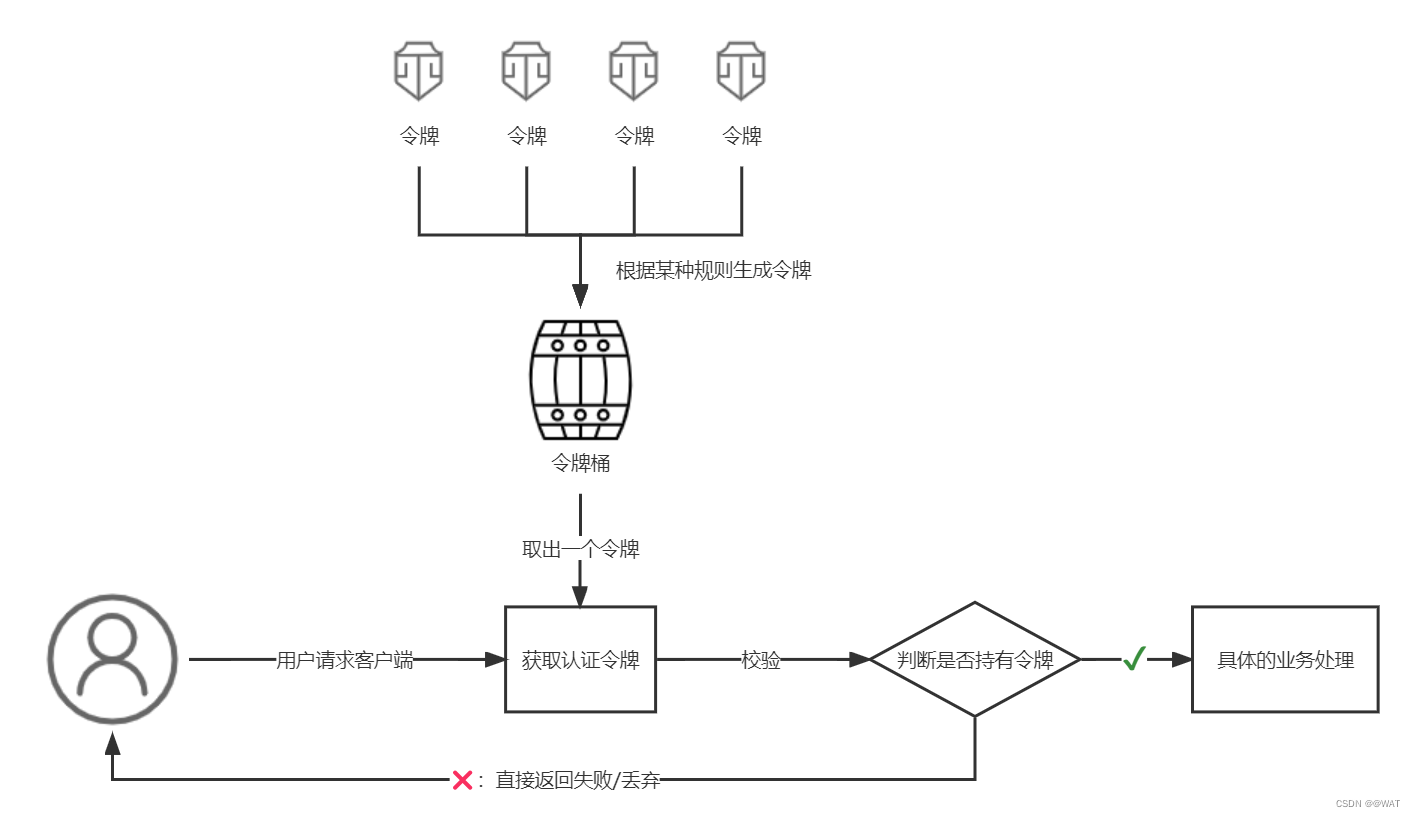 令牌
令牌
令牌
令牌
根据某种规则生成令牌
令牌桶
取出一个令牌
用户请求客户端
获取认证令牌
校验
判断是否持有令牌
具体的业务处理
：直接返回失败/丢弃
CSDN @@WAT